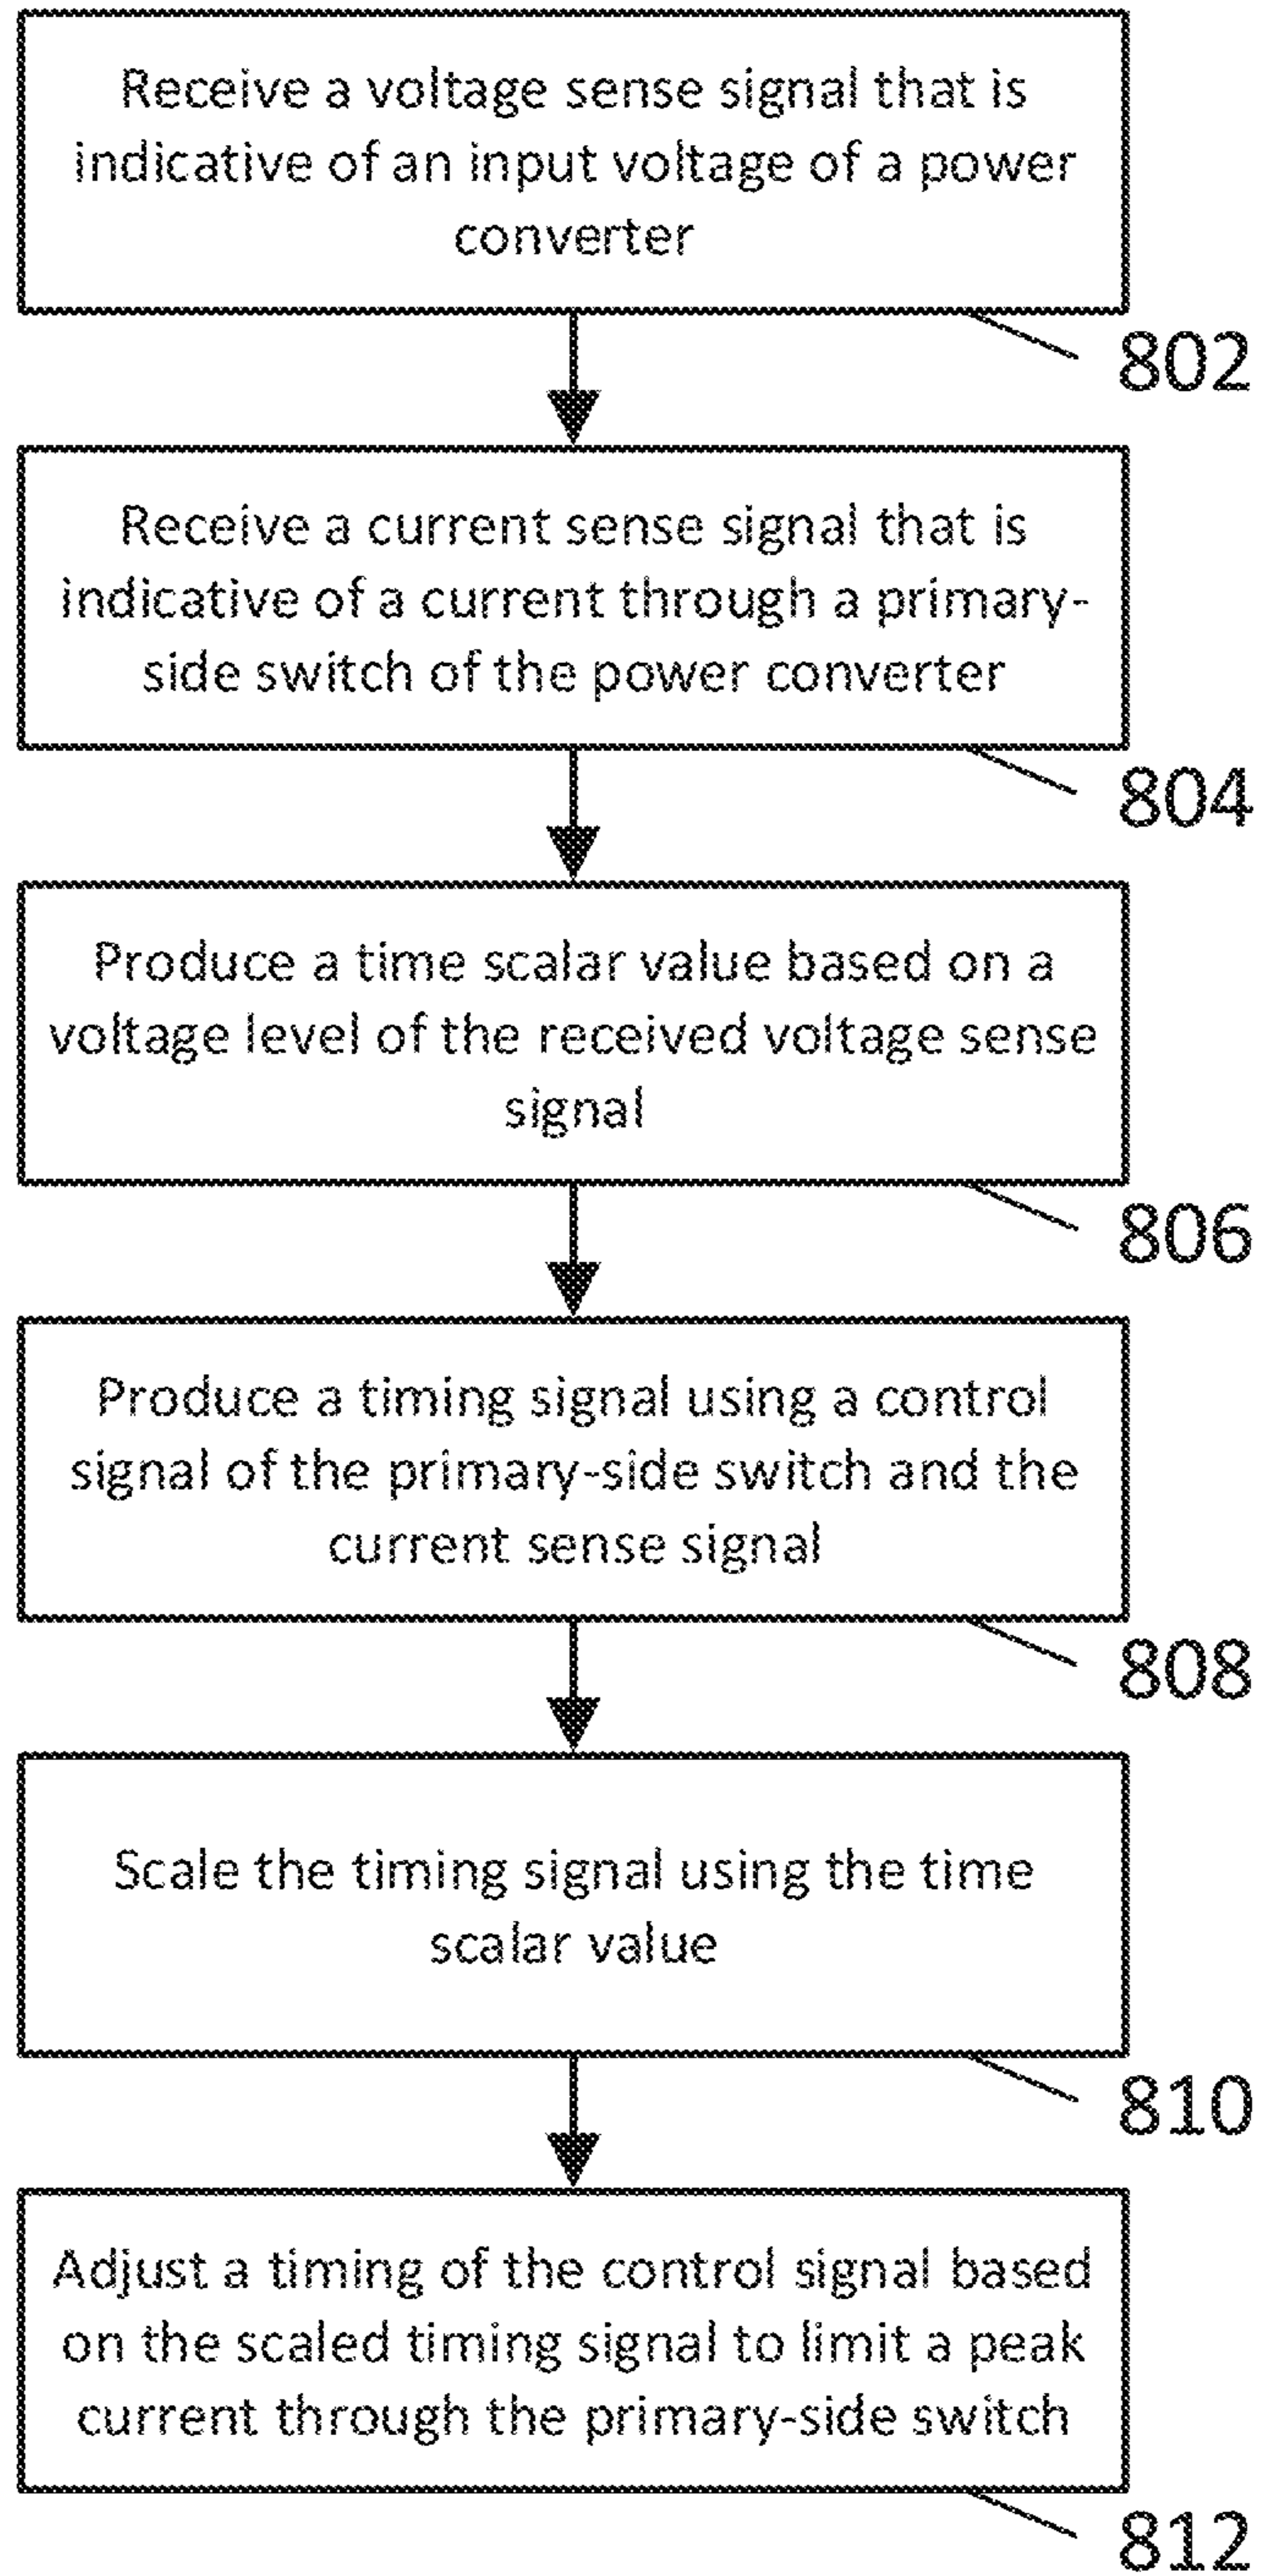 Receive a voltage sense signal that is
indicative of an input voltage of a power
converter
802
Receive a current sense signal that is
indicative of a current through a primary-
side switch of the power converter
804
Produce a time scalar value based on a
voltage level of the received voltage sense
signal
806
Produce a timing signal using a control
signal of the primary-side switch and the
current sense signal
808
Scale the timing signal using the time
scalar value
810
Adjust a timing of the control signal based
on the scaled timing signal to limit a peak
current through the primary-side switch
812